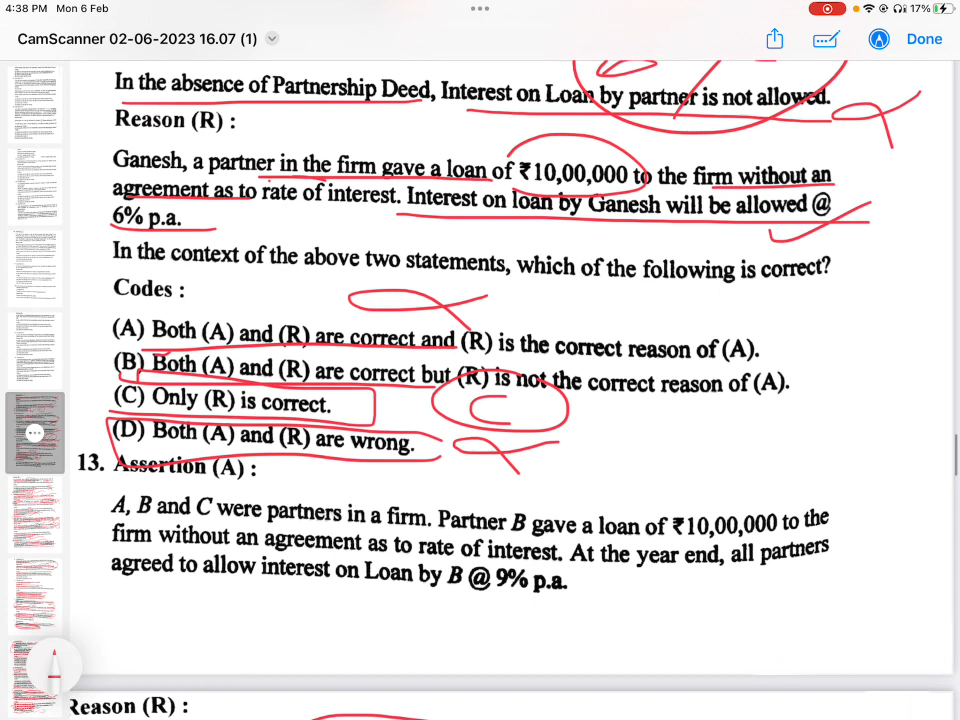 4:38 PM Mon 6 Feb
17%
CamScanner 02-06-2023 16.07 (1)
Done
In the absence of Partnership Deed, Interest on Loan by partner is not allowed.
Reason (R) :
Ganesh, a partner in the firm gave a loan of ₹10,00,000 to the firm without an
agreement as to rate of interest. Interest on loan by Ganesh will be allowed @
6% p.a.
In the context of the above two statements, which of the following is correct?
Codes :
(A) Both (A) and (R) are correct and (R) is the correct reason of (A).
(B) Both (A) and (R) are correct but (R) is not the correct reason of (A).
(C) Only (R) is correct.
C
(D) Both (A) and (R) are wrong.
13. Assertion (A) :
A, B and C were partners in a firm. Partner B gave a loan of ₹10,00,000 to the
firm without an agreement as to rate of interest. At the year end, all partners
agreed to allow interest on Loan by B @ 9% p.a.
Reason (R) :